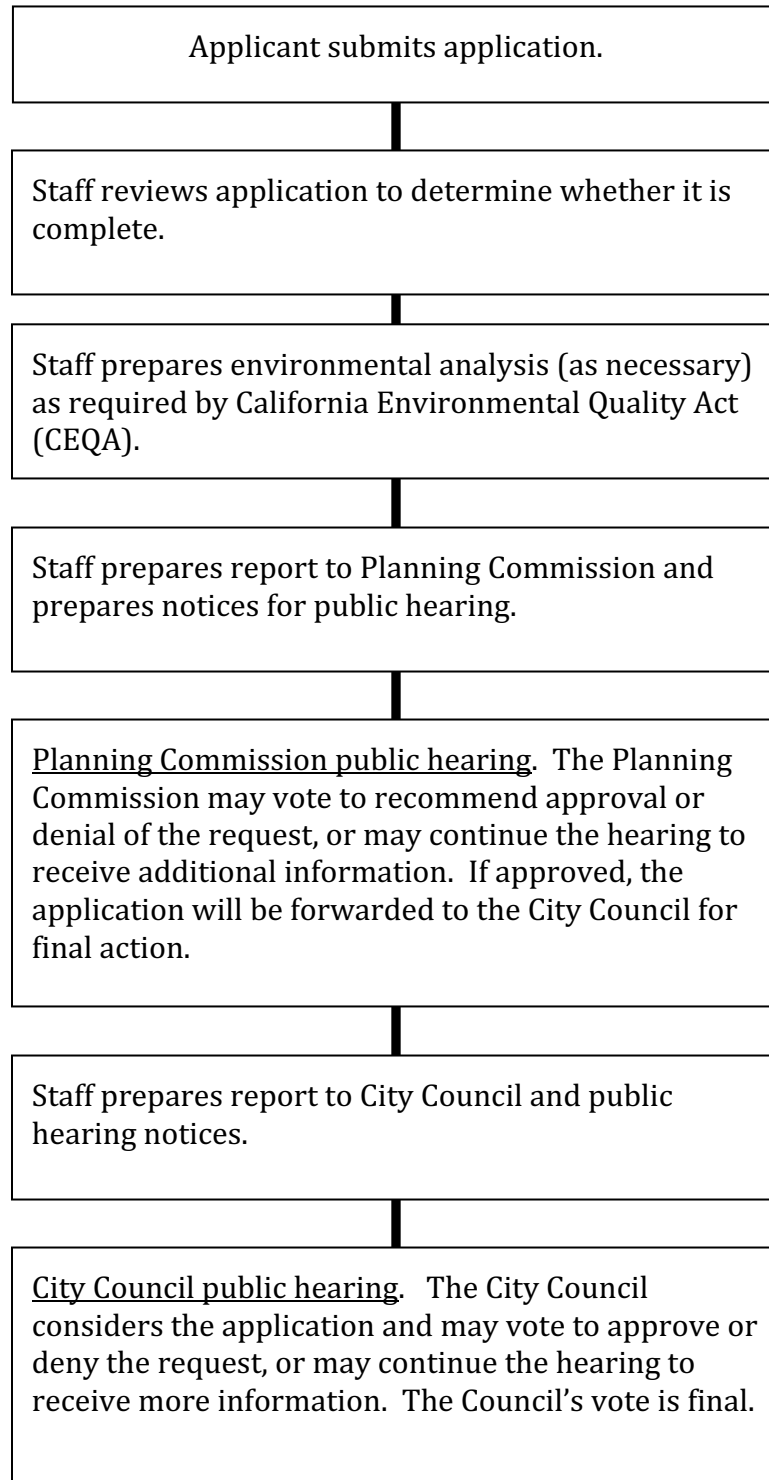 Applicant submits application.
Staff reviews application to determine whether it is
complete.
Staff prepares environmental analysis (as necessary)
as required by California Environmental Quality Act
(CEQA).
Staff prepares report to Planning Commission and
prepares notices for public hearing.
Planning Commission public hearing.  The Planning
Commission may vote to recommend approval or
denial of the request, or may continue the hearing to
receive additional information.  If approved, the
application will be forwarded to the City Council for
final action.
Staff prepares report to City Council and public
hearing notices.
City Council public hearing.   The City Council
considers the application and may vote to approve or
deny the request, or may continue the hearing to
receive more information.  The Council’s vote is final.